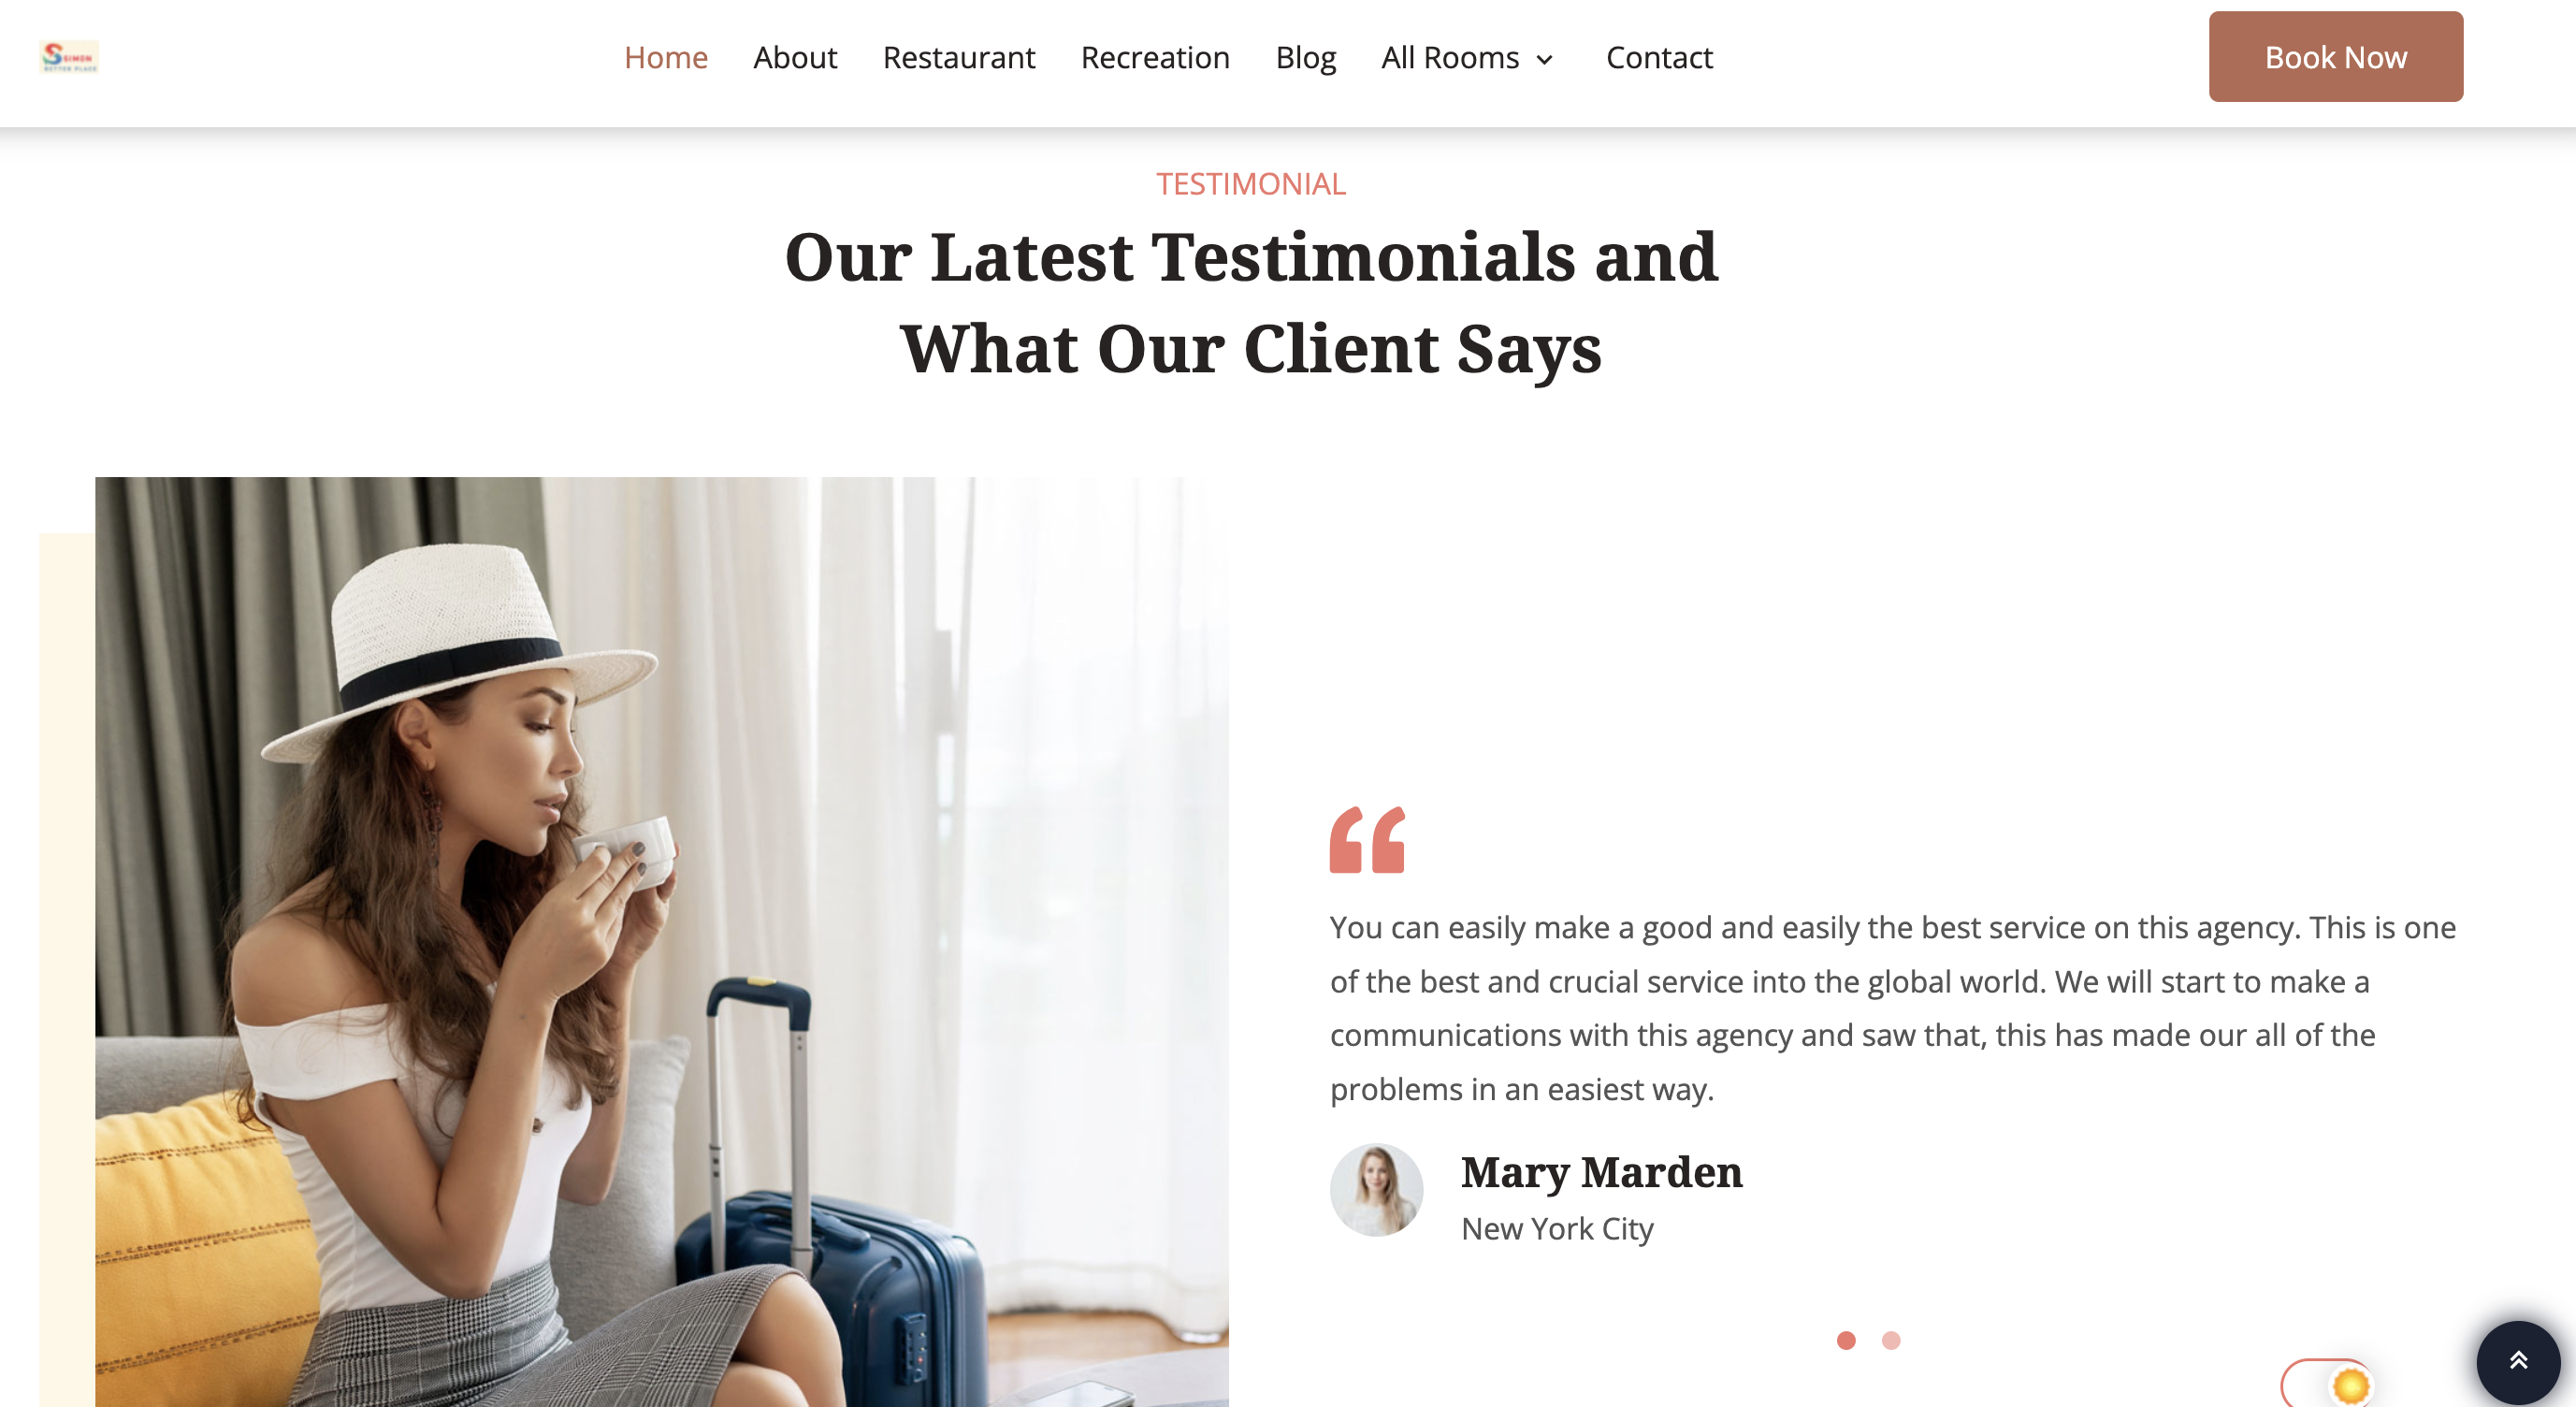 SIMON
BETTER PLACE
Home About Restaurant Recreation Blog All Rooms Contact Book Now
TESTIMONIAL
Our Latest Testimonials and
What Our Client Says
You can easily make a good and easily the best service on this agency. This is one
of the best and crucial service into the global world. We will start to make a
communications with this agency and saw that, this has made our all of the
problems in an easiest way.
Mary Marden
New York City